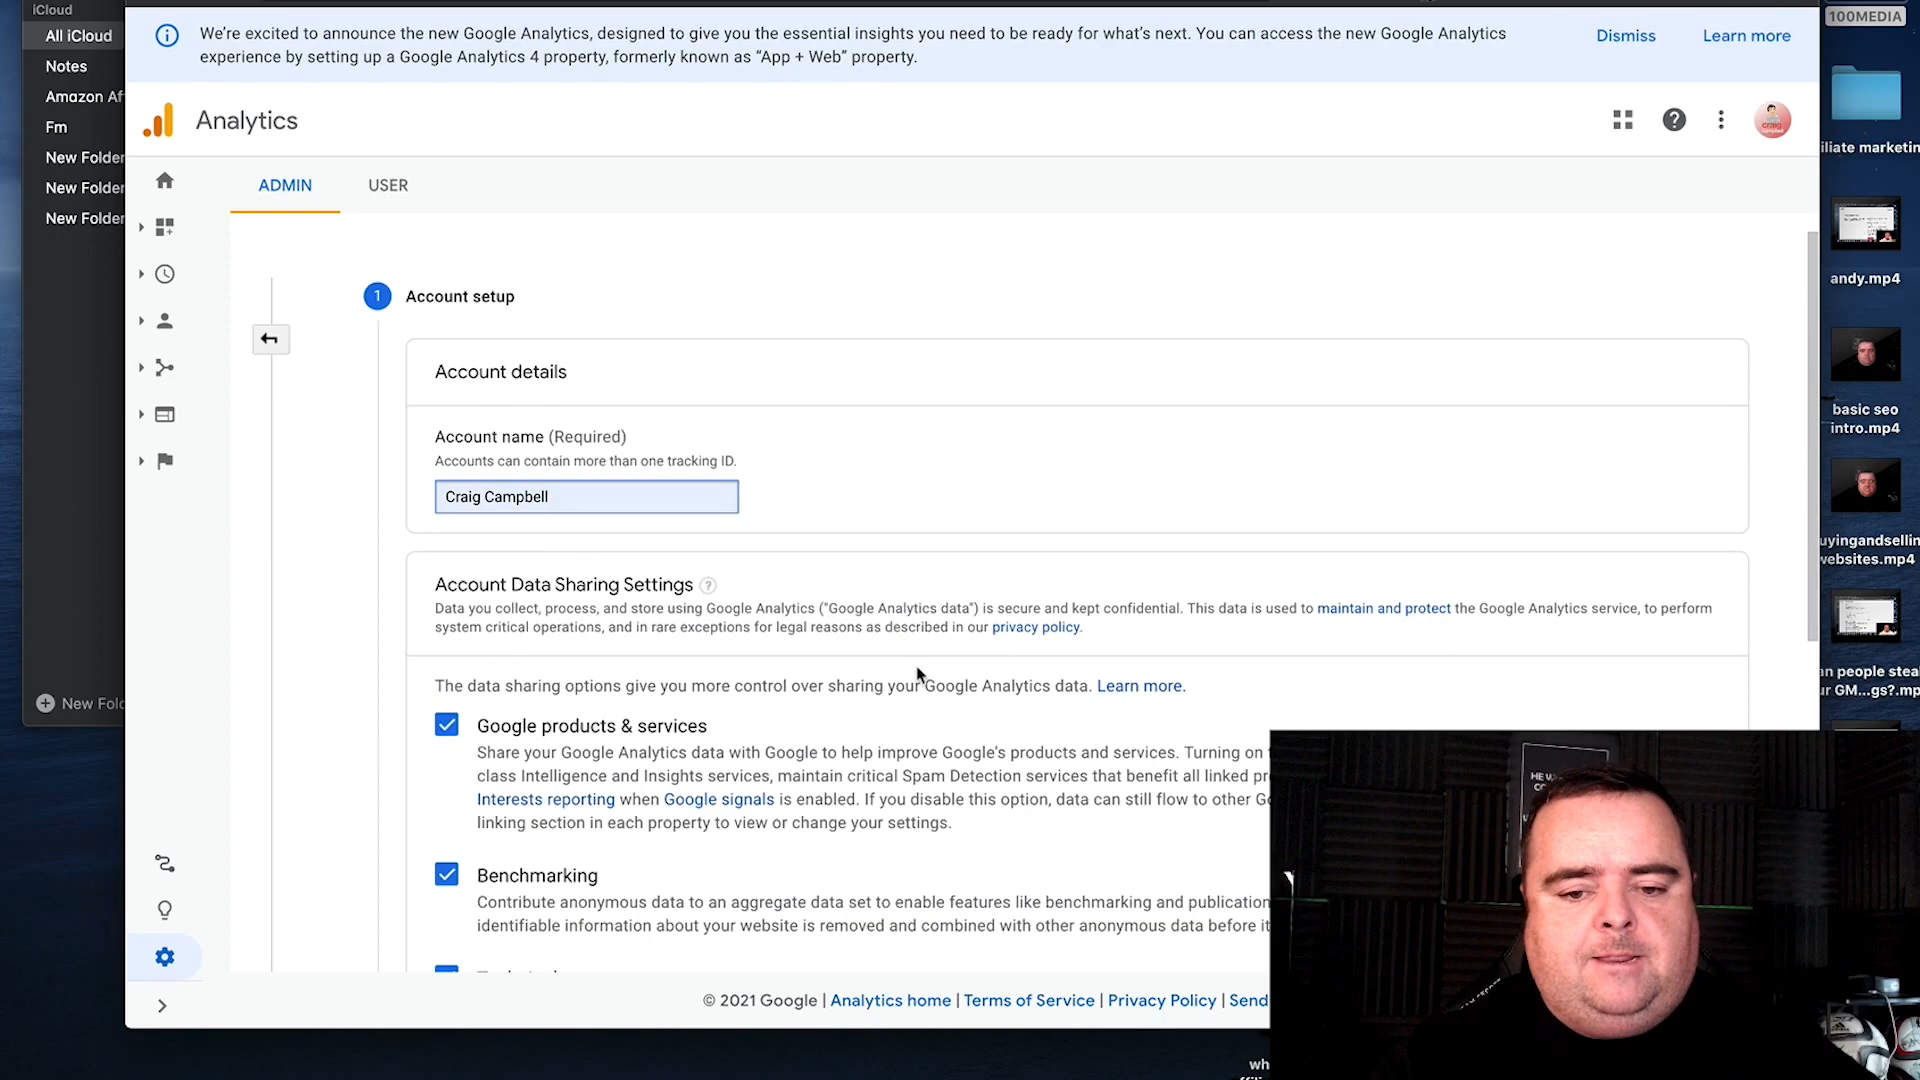 iCloud
All iCloud
Notes
Amazon Af
Fm
New Folder
New Folder
New Folder
New Fold
We're excited to announce the new Google Analytics, designed to give you the essential insights you need to be ready for what's next. You can access the new Google Analytics
experience by setting up a Google Analytics 4 property, formerly known as “App + Web” property.
Dismiss
Learn more
Analytics
ADMIN
USER
1
Account setup
Account details
Account name (Required)
Accounts can contain more than one tracking ID.
Craig Campbell
Account Data Sharing Settings ?
Data you collect, process, and store using Google Analytics ("Google Analytics data") is secure and kept confidential. This data is used to maintain and protect the Google Analytics service, to perform
system critical operations, and in rare exceptions for legal reasons as described in our privacy policy.
The data sharing options give you more control over sharing your Google Analytics data. Learn more.
Google products & services
Share your Google Analytics data with Google to help improve Google's products and services. Turning on
class Intelligence and Insights services, maintain critical Spam Detection services that benefit all linked pr
Interests reporting when Google signals is enabled. If you disable this option, data can still flow to other Go
linking section in each property to view or change your settings.
Benchmarking
Contribute anonymous data to an aggregate data set to enable features like benchmarking and publication
identifiable information about your website is removed and combined with other anonymous data before it
© 2021 Google | Analytics home | Terms of Service | Privacy Policy | Send
100MEDIA
iliate marketin
andy.mp4
basic seo
intro.mp4
uyingandsellin
websites.mp4
an people steal
ur GM...gs?.mp
wh